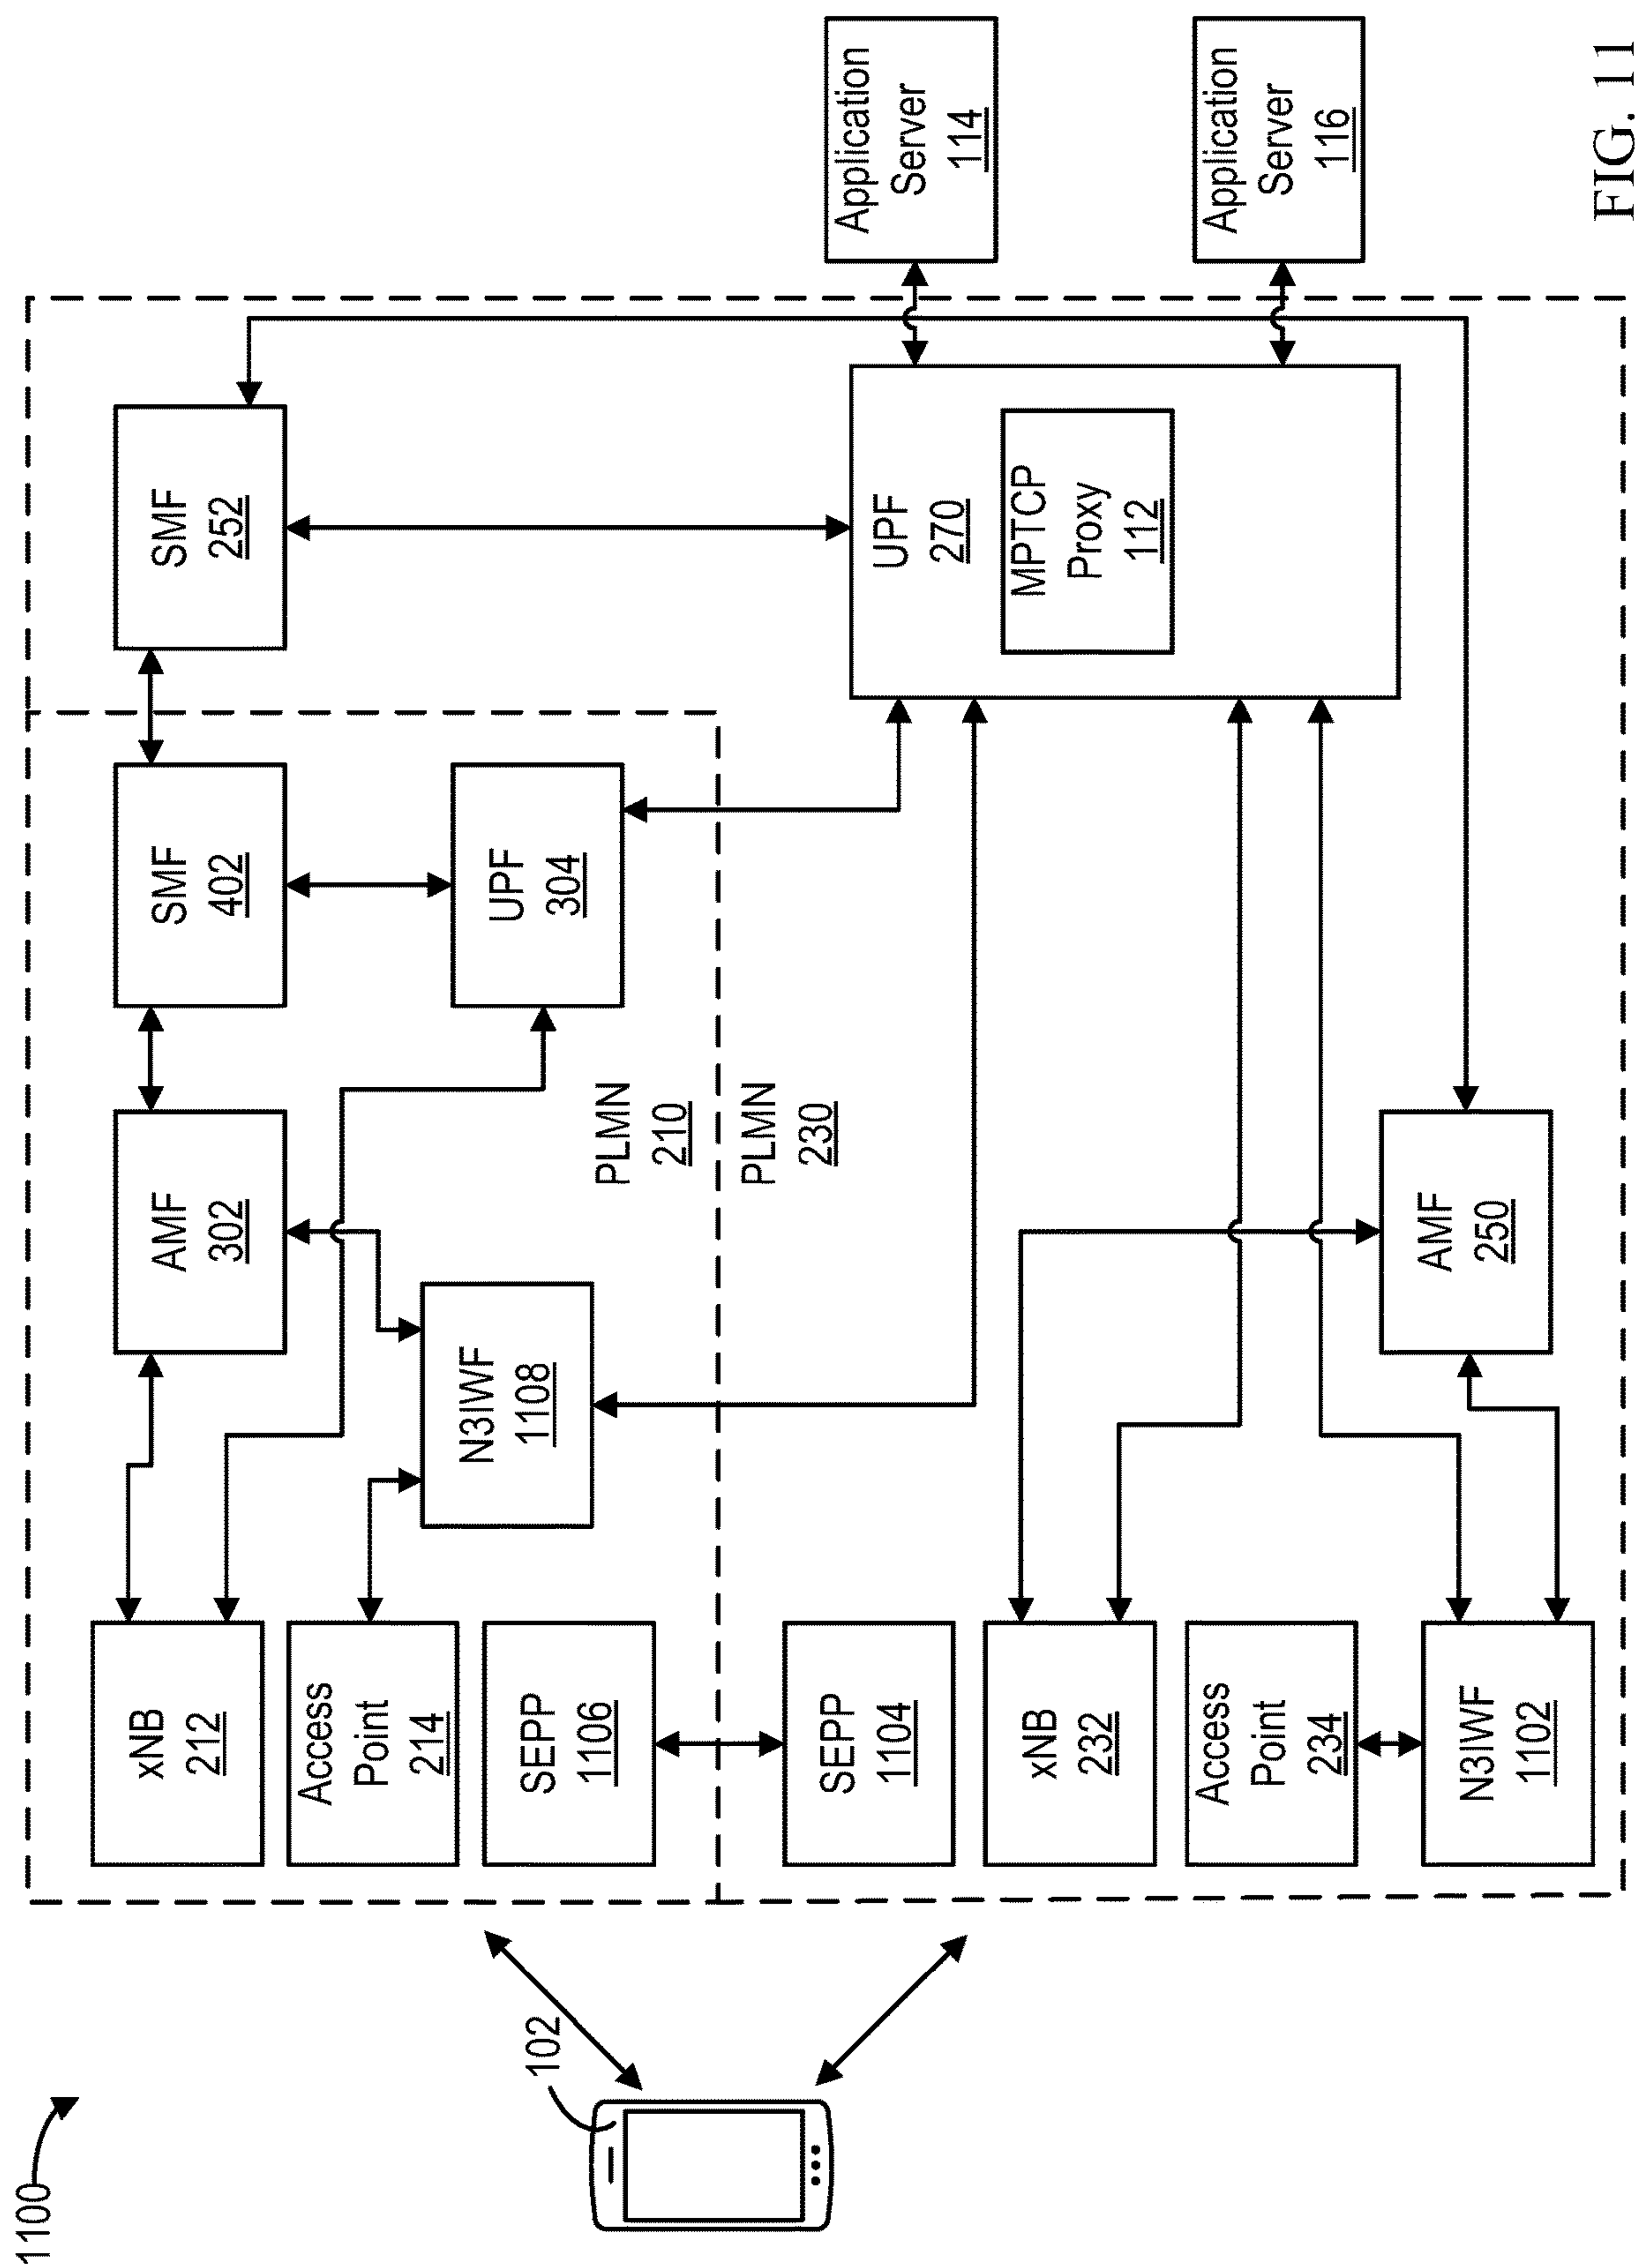 1100
102
xNB
212
Access
Point
214
SEPP
1106
AMF
302
N3IWF
1108
SMF
402
UPF
304
PLMN
210
PLMN
230
SMF
252
UPF
270
MPTCP
Proxy
112
Application
Server
114
Application
Server
116
SEPP
1104
xNB
232
Access
Point
234
N3IWF
1102
AMF
250
FIG. 11